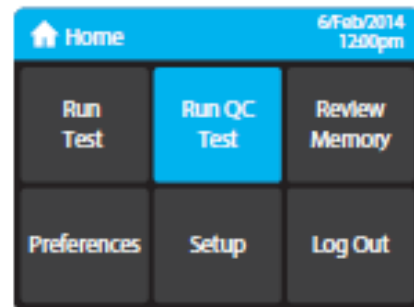 Home
6/Feb/2014
12:00pm
Run
Test
Run QC
Test
Review
Memory
Preferences
Setup
Log Out